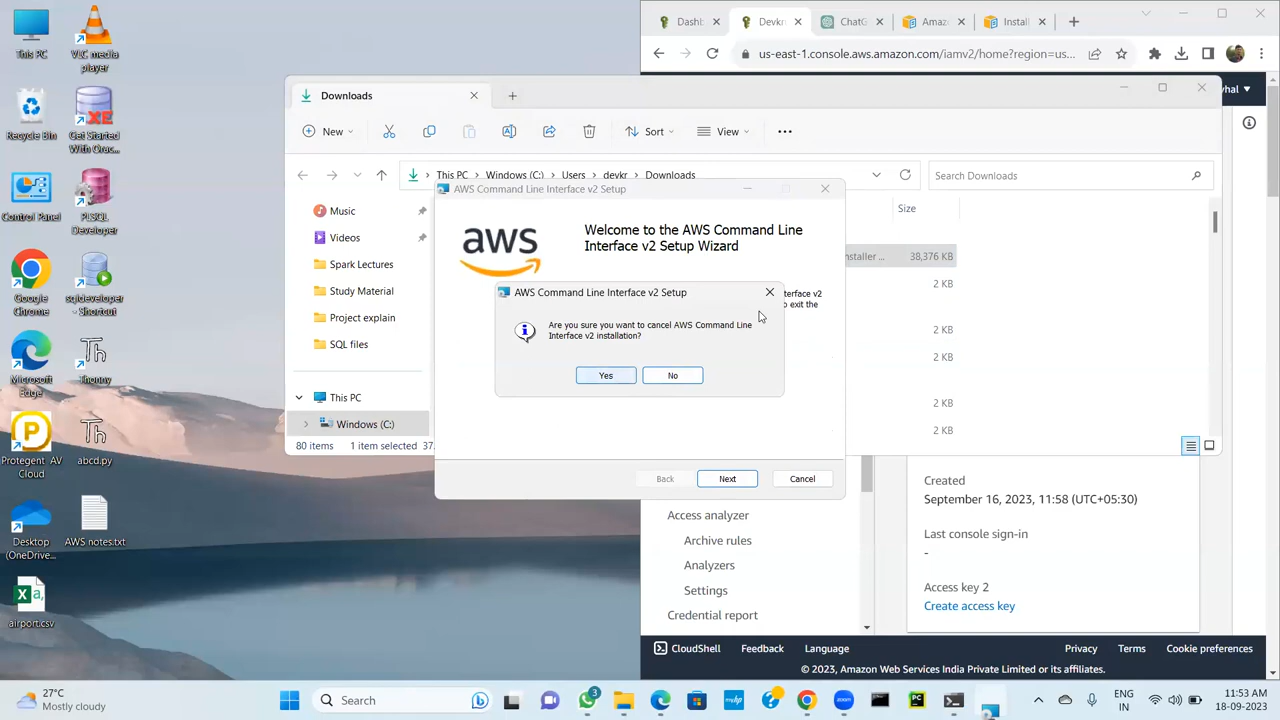 This PC
VLC media
player
Recycle Bin
Get Started
With Orac...
Control Panel
PLSQL
Developer
Google
Chrome
sqldeveloper
- Shortcut
Microsoft
Edge
Thonny
Protegent AV
Cloud
abcd.py
Desktop
(OneDrive...
AWS notes.txt
airport.csv
Dashb
Devkr
ChatG
Amaz
Install
us-east-1.console.aws.amazon.com/iamv2/home?region=us...
Downloads
New
Sort
View
This PC
Windows (C:)
Users
devkr
Downloads
Search Downloads
Music
Videos
Spark Lectures
Study Material
Project explain
SQL files
This PC
Windows (C:)
80 items
1 item selected
Size
38,376 KB
2 KB
2 KB
2 KB
2 KB
2 KB
AWS Command Line Interface v2 Setup
aws
Welcome to the AWS Command Line
Interface v2 Setup Wizard
AWS Command Line Interface v2 Setup
Are you sure you want to cancel AWS Command Line
Interface v2 installation?
Yes
No
Back
Next
Cancel
Access analyzer
Archive rules
Analyzers
Settings
Credential report
Created
September 16, 2023, 11:58 (UTC+05:30)
Last console sign-in
-
Access key 2
Create access key
CloudShell
Feedback
Language
Privacy
Terms
Cookie preferences
© 2023, Amazon Web Services India Private Limited or its affiliates.
27°C
Mostly cloudy
Search
3
ENG
IN
11:53 AM
18-09-2023